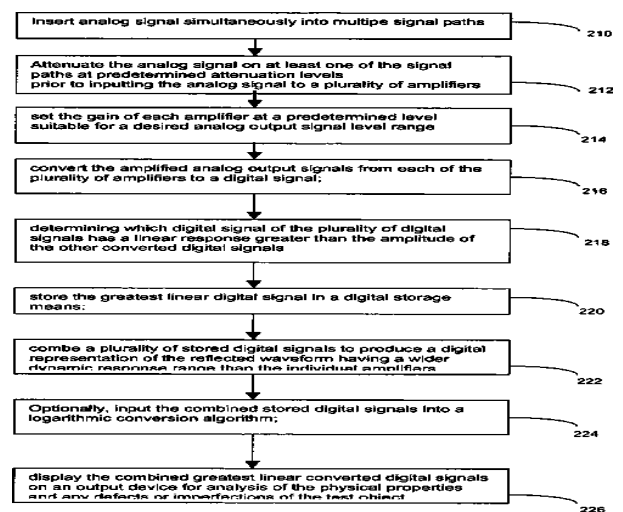 Insert analog signal simultaneously into multipe signal paths
210
Attenuate the analog signal on at least one of the signal
paths at predetermined attenuation levels
prior to inputting the analog signal to a plurality of amplifiers
212
set the gain of each amplifier at a predetermined level
suitable for a desired analog output signal level range
214
convert the amplified analog output signals from each of the
plurality of amplifiers to a digital signal;
216
determining which digital signal of the plurality of digital
signals has a linear response greater than the amplitude of
the other converted digital signals
218
store the greatest linear digital signal in a digital storage
means;
220
combe a plurality of stored digital signals to produce a digital
representation of the reflected waveform having a wider
dynamic response range than the individual amplifiers
222
Optionally, input the combined stored digital signals into a
logarithmic conversion algorithm;
224
display the combined greatest linear converted digital signals
on an output device for analysis of the physical properties
and any defects or imperfections of the test object
226